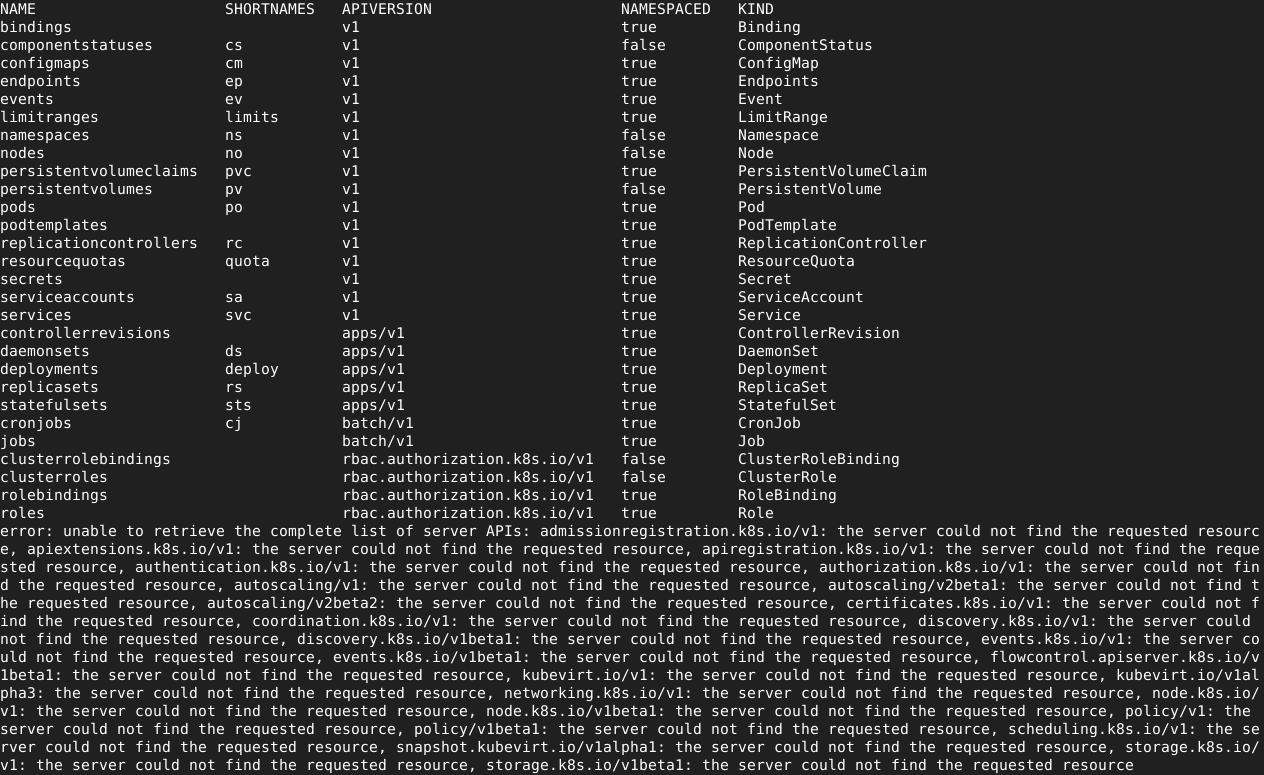 NAME SHORTNAMES APIVERSION NAMESPACED KIND
bindings v1 true Binding
componentstatuses cs v1 false ComponentStatus
configmaps cm v1 true ConfigMap
endpoints ep v1 true Endpoints
events ev v1 true Event
limitranges limits v1 true LimitRange
namespaces ns v1 false Namespace
nodes no v1 false Node
persistentvolumeclaims pvc v1 true PersistentVolumeClaim
persistentvolumes pv v1 false PersistentVolume
pods po v1 true Pod
podtemplates v1 true PodTemplate
replicationcontrollers rc v1 true ReplicationController
resourcequotas quota v1 true ResourceQuota
secrets v1 true Secret
serviceaccounts sa v1 true ServiceAccount
services svc v1 true Service
controllerrevisions apps/v1 true ControllerRevision
daemonsets ds apps/v1 true DaemonSet
deployments deploy apps/v1 true Deployment
replicasets rs apps/v1 true ReplicaSet
statefulsets sts apps/v1 true StatefulSet
cronjobs cj batch/v1 true CronJob
jobs batch/v1 true Job
clusterrolebindings rbac.authorization.k8s.io/v1 false ClusterRoleBinding
clusterroles rbac.authorization.k8s.io/v1 false ClusterRole
rolebindings rbac.authorization.k8s.io/v1 true RoleBinding
roles rbac.authorization.k8s.io/v1 true Role
error: unable to retrieve the complete list of server APIs: admissionregistration.k8s.io/v1: the server could not find the requested resourc
e, apiextensions.k8s.io/v1: the server could not find the requested resource, apiregistration.k8s.io/v1: the server could not find the reque
sted resource, authentication.k8s.io/v1: the server could not find the requested resource, authorization.k8s.io/v1: the server could not fin
d the requested resource, autoscaling/v1: the server could not find the requested resource, autoscaling/v2beta1: the server could not find t
he requested resource, autoscaling/v2beta2: the server could not find the requested resource, certificates.k8s.io/v1: the server could not f
ind the requested resource, coordination.k8s.io/v1: the server could not find the requested resource, discovery.k8s.io/v1: the server could
not find the requested resource, discovery.k8s.io/v1beta1: the server could not find the requested resource, events.k8s.io/v1: the server co
uld not find the requested resource, events.k8s.io/v1beta1: the server could not find the requested resource, flowcontrol.apiserver.k8s.io/v
1beta1: the server could not find the requested resource, kubevirt.io/v1: the server could not find the requested resource, kubevirt.io/v1al
pha3: the server could not find the requested resource, networking.k8s.io/v1: the server could not find the requested resource, node.k8s.io/
v1: the server could not find the requested resource, node.k8s.io/v1beta1: the server could not find the requested resource, policy/v1: the
server could not find the requested resource, policy/v1beta1: the server could not find the requested resource, scheduling.k8s.io/v1: the se
rver could not find the requested resource, snapshot.kubevirt.io/v1alpha1: the server could not find the requested resource, storage.k8s.io/
v1: the server could not find the requested resource, storage.k8s.io/v1beta1: the server could not find the requested resource